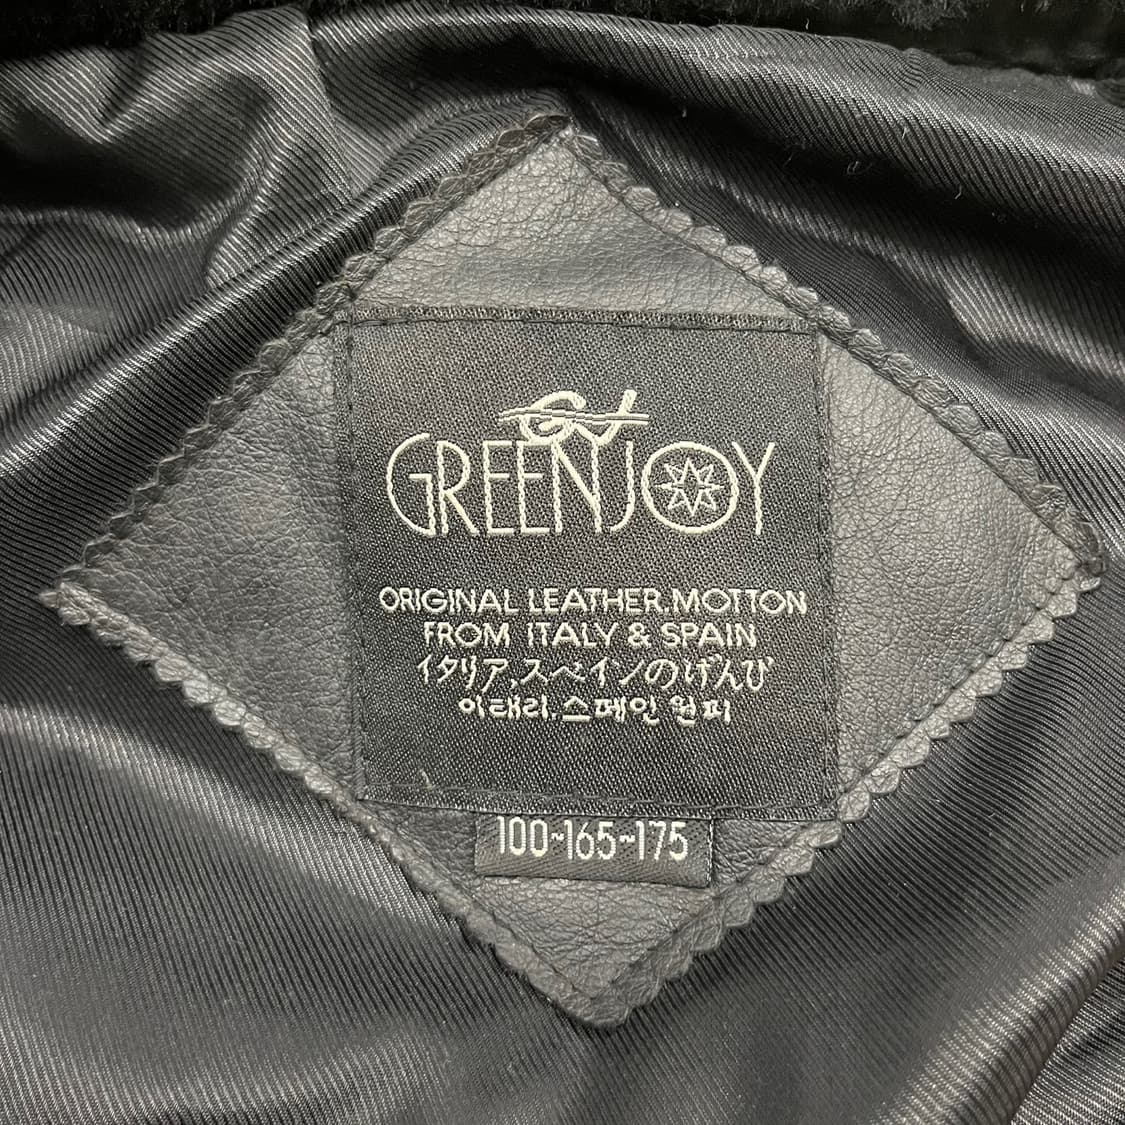 GJ
GREENJOY
ORIGINAL LEATHER.MOTTON
FROM ITALY & SPAIN
イタリア,スペインのげんぴ
이태리.스페인 원피
100~165~175